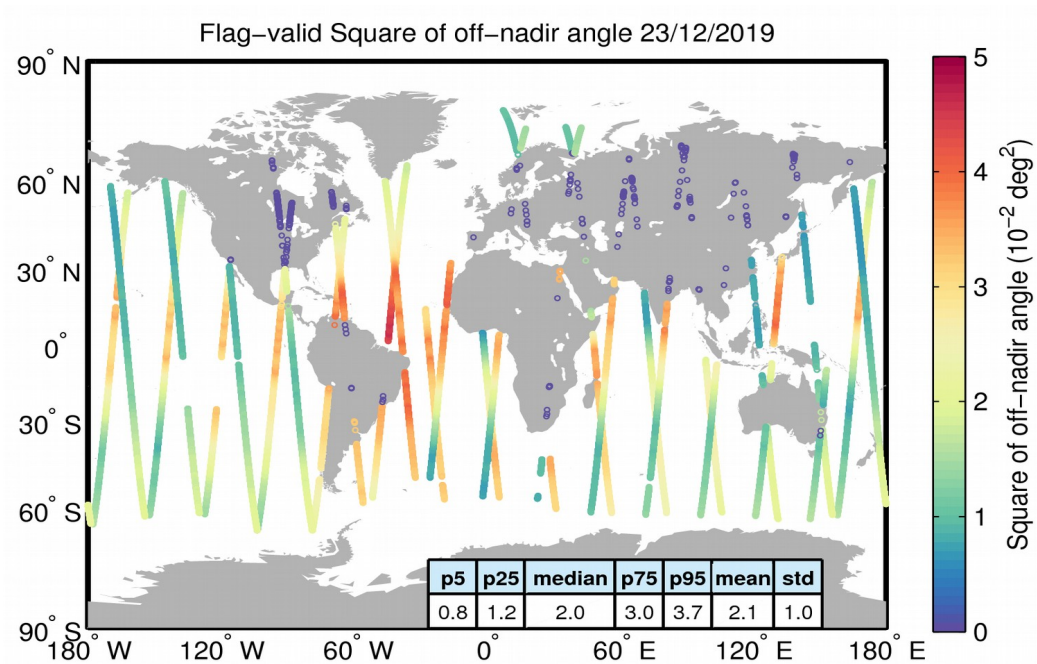 Flag−valid Square of off−nadir angle 23/12/2019
90° N
60° N
30° N
0°
30° S
60° S
90° S
180° W
120° W
60° W
0°
60° E
120° E
180° E
p5 p25 median p75 p95 mean std
0.8 1.2 2.0 3.0 3.7 2.1 1.0
5
4
3
2
1
0
Square of off−nadir angle (10⁻² deg²)